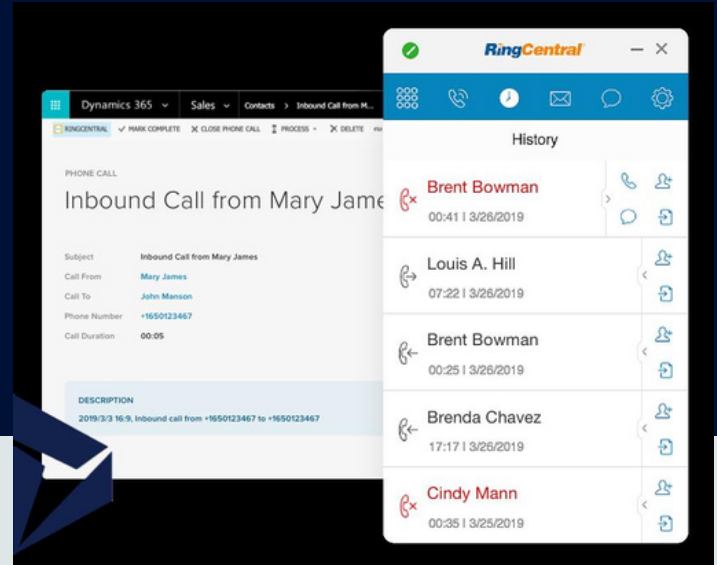 Dynamics 365
Sales
Contacts > Inbound Call from M...
RINGCENTRAL
MARK COMPLETE
CLOSE PHONE CALL
PROCESS
DELETE
PHONE CALL
Inbound Call from Mary Jame
Subject Inbound Call from Mary James
Call From Mary James
Call To John Manson
Phone Number +1650123467
Call Duration 00:05
DESCRIPTION
2019/3/3 16:9, Inbound call from +1650123467 to +1650123467
RingCentral
History
Brent Bowman
00:41 | 3/26/2019
Louis A. Hill
07:22 | 3/26/2019
Brent Bowman
00:25 | 3/26/2019
Brenda Chavez
17:17 | 3/26/2019
Cindy Mann
00:35 | 3/25/2019